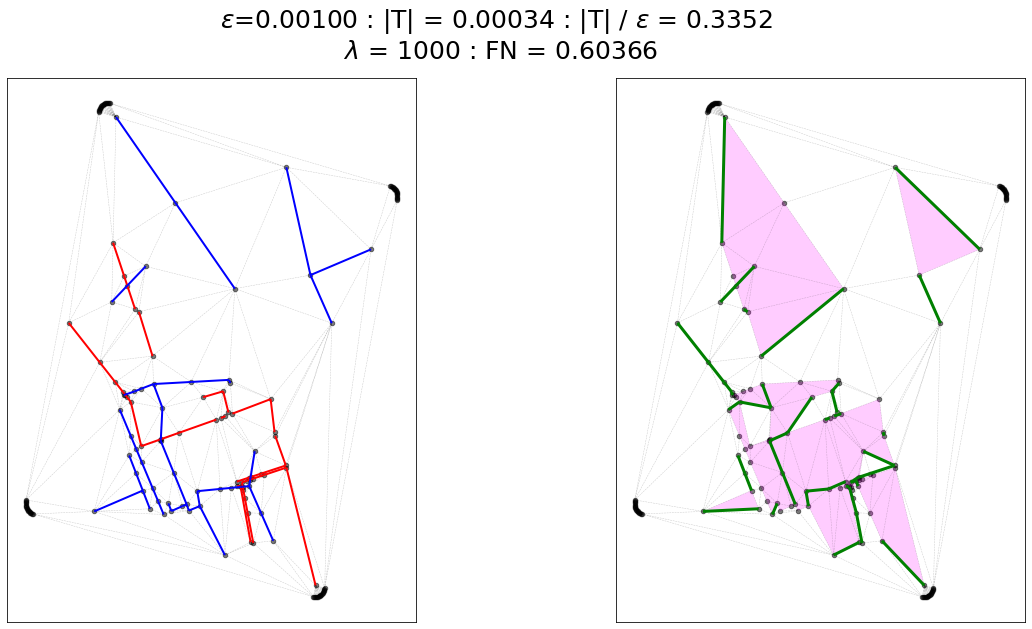 ε=0.00100 : |T| = 0.00034 : |T| / ε = 0.3352
λ = 1000 : FN = 0.60366